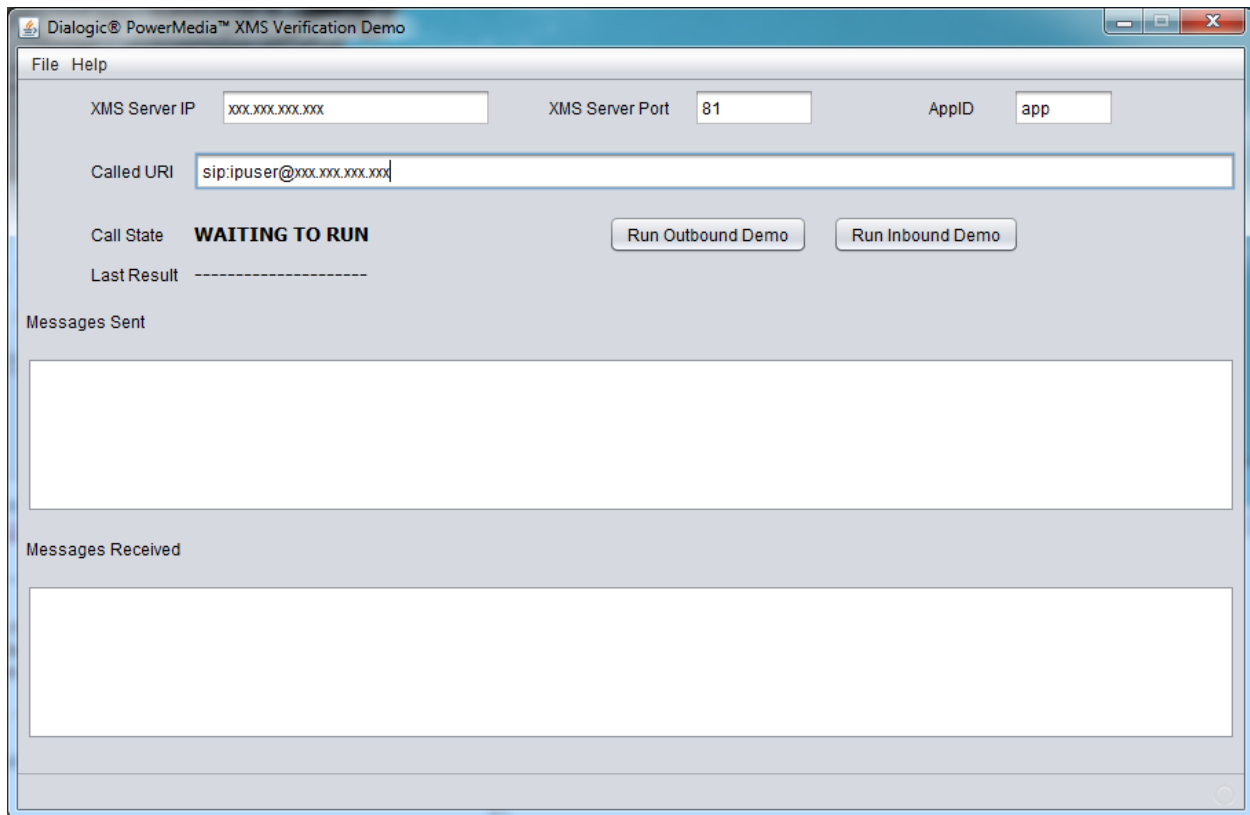 Dialogic® PowerMedia™ XMS Verification Demo
File Help
XMS Server IP xxx.xxx.xxx.xxx XMS Server Port 81 AppID app
Called URI sip:ipuser@xxx.xxx.xxx.xxx
Call State WAITING TO RUN Run Outbound Demo Run Inbound Demo
Last Result ---------------------
Messages Sent
Messages Received